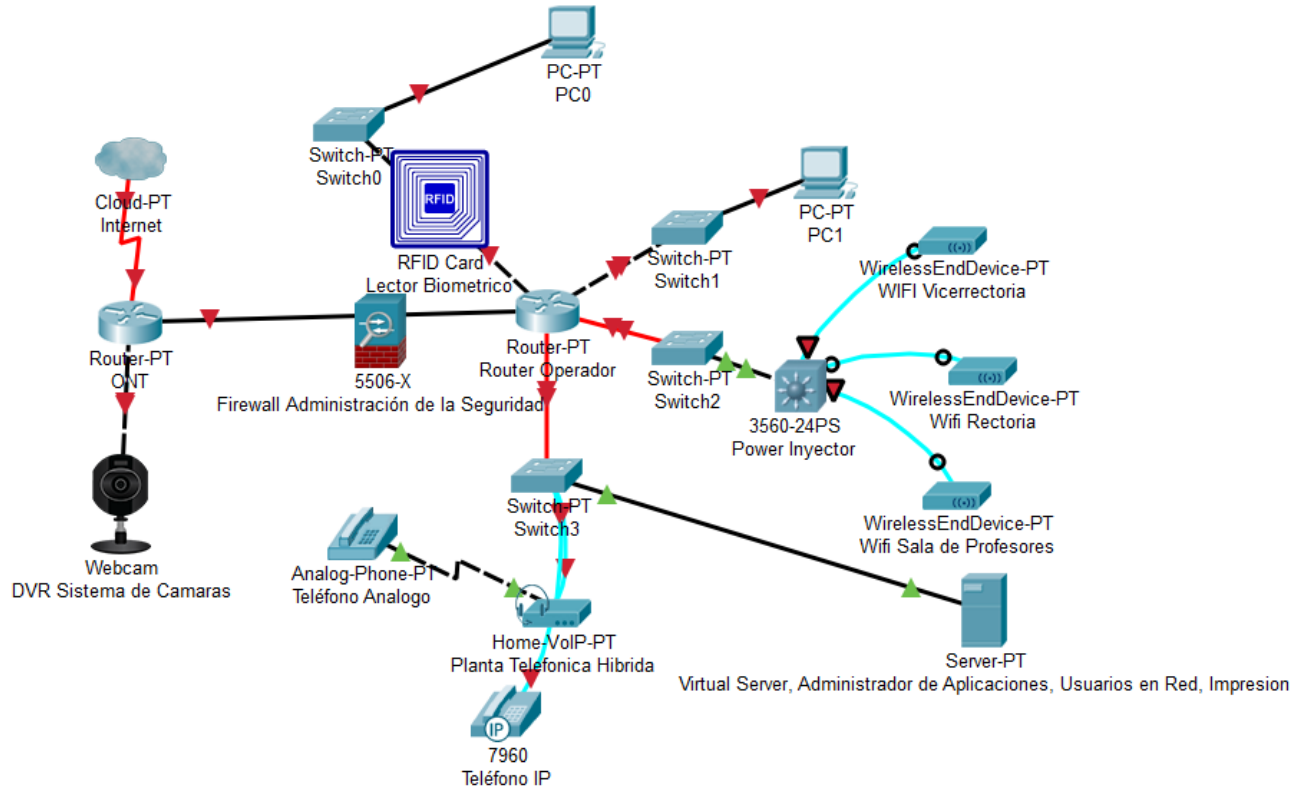 PC-PT
PC0
Switch-PT
Switch0
Cloud-PT
Internet
RFID
RFID Card
Lector Biometrico
PC-PT
PC1
Switch-PT
Switch1
WirelessEndDevice-PT
WIFI Vicerrectoria
Router-PT
ONT
5506-X
Firewall Administración de la Seguridad
Router-PT
Router Operador
Switch-PT
Switch2
3560-24PS
Power Inyector
WirelessEndDevice-PT
Wifi Rectoria
WirelessEndDevice-PT
Wifi Sala de Profesores
Switch-PT
Switch3
Webcam
DVR Sistema de Camaras
Analog-Phone-PT
Teléfono Analogo
Home-VoIP-PT
Planta Telefonica Hibrida
Server-PT
Virtual Server, Administrador de Aplicaciones, Usuarios en Red, Impresion
IP
7960
Teléfono IP